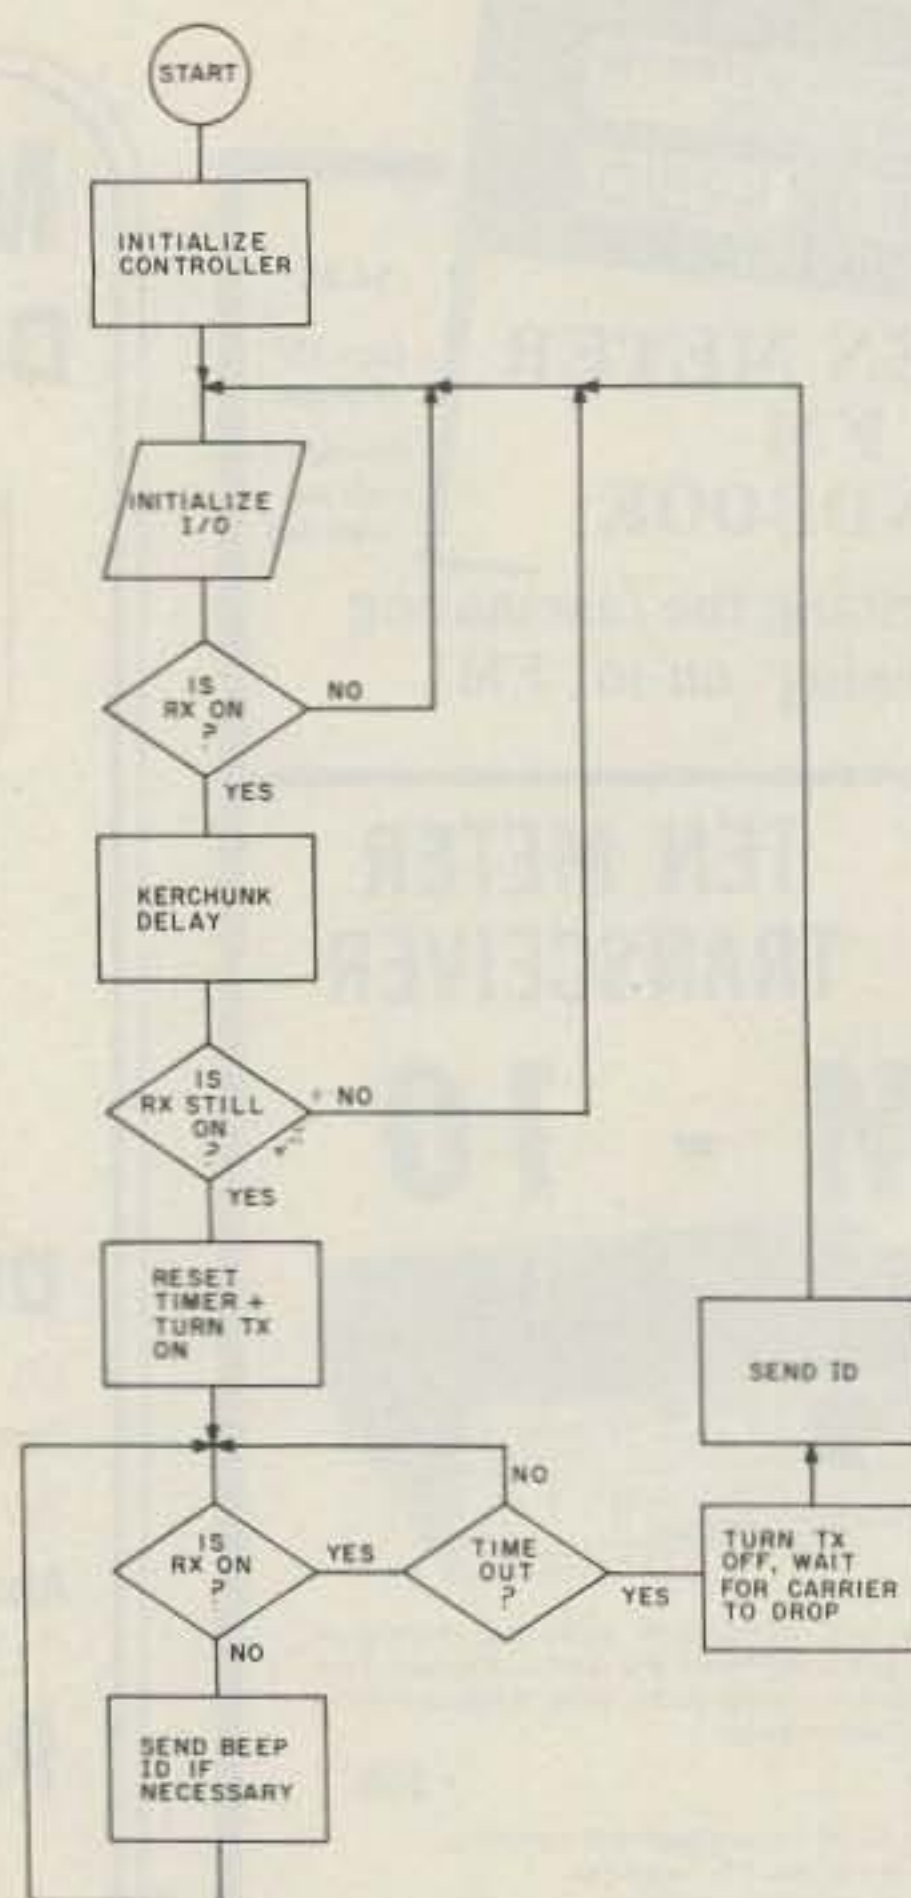 START
INITIALIZE
CONTROLLER
INITIALIZE
I/O
IS
RX ON
?
NO
YES
KERCHUNK
DELAY
IS
RX STILL
ON
?
NO
YES
RESET
TIMER +
TURN TX
ON
SEND ID
NO
IS
RX ON
?
YES
TIME
OUT
?
YES
TURN TX
OFF, WAIT
FOR CARRIER
TO DROP
NO
SEND BEEP
ID IF
NECESSARY